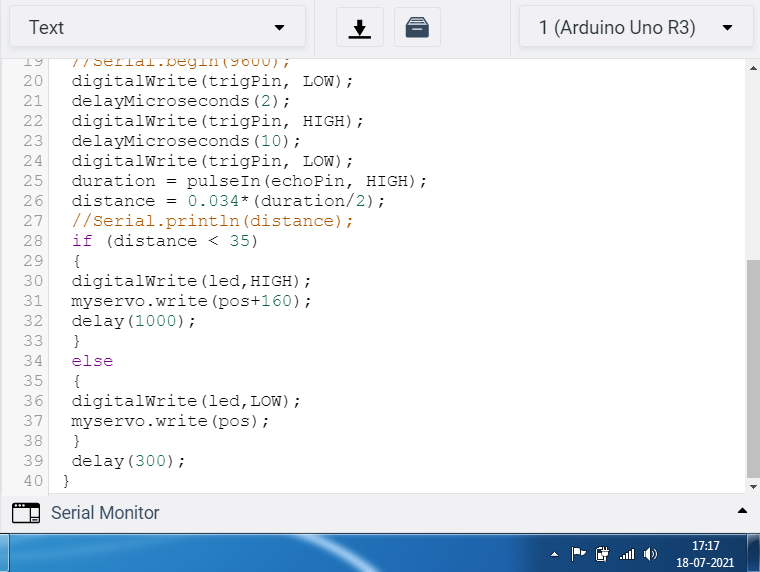 Text
1 (Arduino Uno R3)
19 //Serial.begin(9600);
20 digitalWrite(trigPin, LOW);
21 delayMicroseconds(2);
22 digitalWrite(trigPin, HIGH);
23 delayMicroseconds(10);
24 digitalWrite(trigPin, LOW);
25 duration = pulseIn(echoPin, HIGH);
26 distance = 0.034*(duration/2);
27 //Serial.println(distance);
28 if (distance < 35)
29 {
30 digitalWrite(led,HIGH);
31 myservo.write(pos+160);
32 delay(1000);
33 }
34 else
35 {
36 digitalWrite(led,LOW);
37 myservo.write(pos);
38 }
39 delay(300);
40 }
Serial Monitor
17:17
18-07-2021